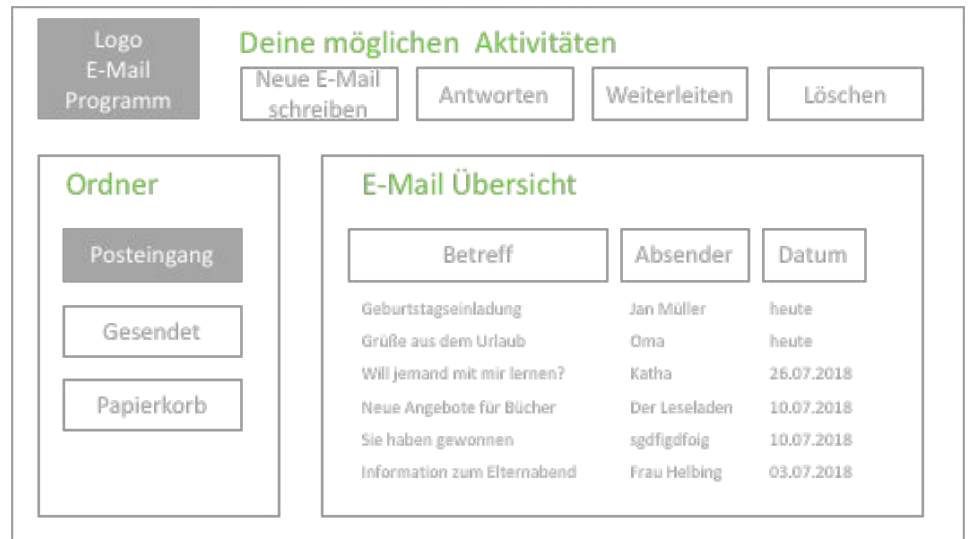 Logo
E-Mail
Programm
Deine möglichen Aktivitäten
Neue E-Mail
schreiben
Antworten
Weiterleiten
Löschen
Ordner
Posteingang
Gesendet
Papierkorb
E-Mail Übersicht
Betreff Absender Datum
Geburtstagseinladung Jan Müller heute
Grüße aus dem Urlaub Oma heute
Will jemand mit mir lernen? Katha 26.07.2018
Neue Angebote für Bücher Der Leseladen 10.07.2018
Sie haben gewonnen sgdfigdfoig 10.07.2018
Information zum Elternabend Frau Helbing 03.07.2018